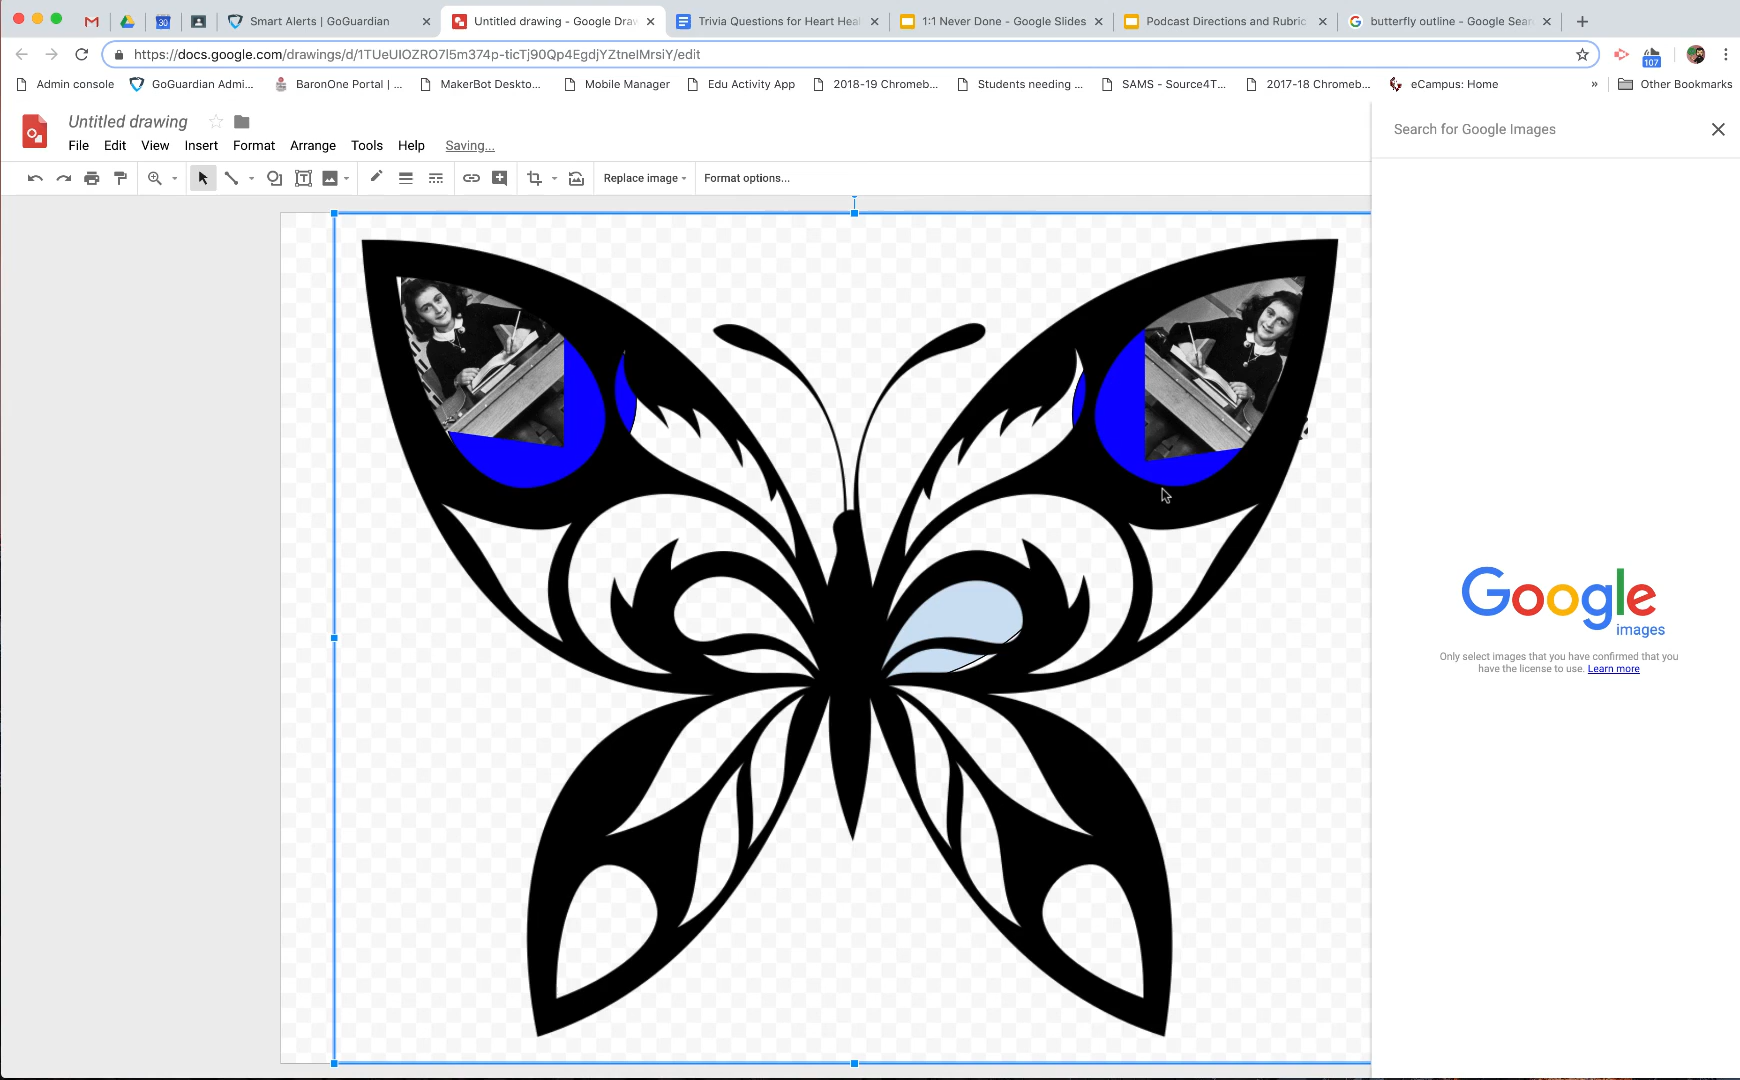 Smart Alerts | GoGuardian
Untitled drawing - Google Draw
Trivia Questions for Heart Heal
1:1 Never Done - Google Slides
Podcast Directions and Rubric
butterfly outline - Google Sear
30
https://docs.google.com/drawings/d/1TUeUIOZRO7I5m374p-ticTj90Qp4EgdjYZtneIMrsiY/edit
107
Admin console
GoGuardian Admi...
BaronOne Portal | ...
MakerBot Deskto...
Mobile Manager
Edu Activity App
2018-19 Chromeb...
Students needing ...
SAMS - Source4T...
2017-18 Chromeb...
eCampus: Home
»
Other Bookmarks
Untitled drawing
File Edit View Insert Format Arrange Tools Help Saving...
Replace image
Format options...
Search for Google Images
Google
images
Only select images that you have confirmed that you
have the license to use. Learn more